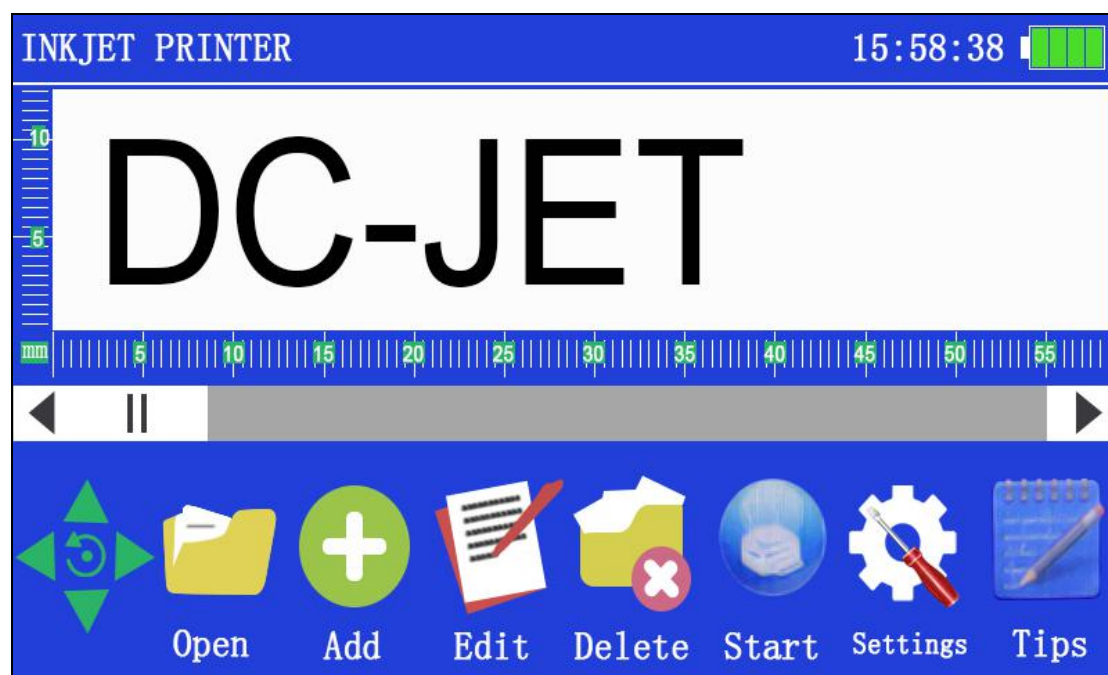 INKJET PRINTER 15:58:38
10
DC-JET
5
mm 5 10 15 20 25 30 35 40 45 50 55
Open Add Edit Delete Start Settings Tips